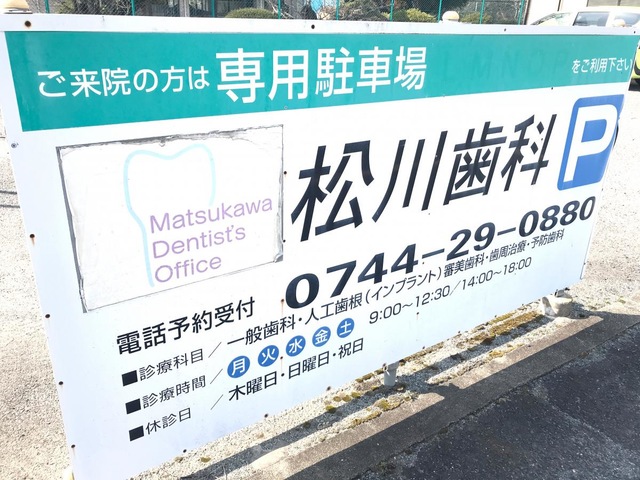 ご来院の方は 専用駐車場 をご利用下さい
Matsukawa
Dentist's
Office
松川歯科 P
電話予約受付 0744-29-0880
■診療科目／一般歯科・人工歯根(インプラント)審美歯科・歯周治療・予防歯科
■診療時間／月火水金土 9:00~12:30/14:00~18:00
■休診日／木曜日・日曜日・祝日